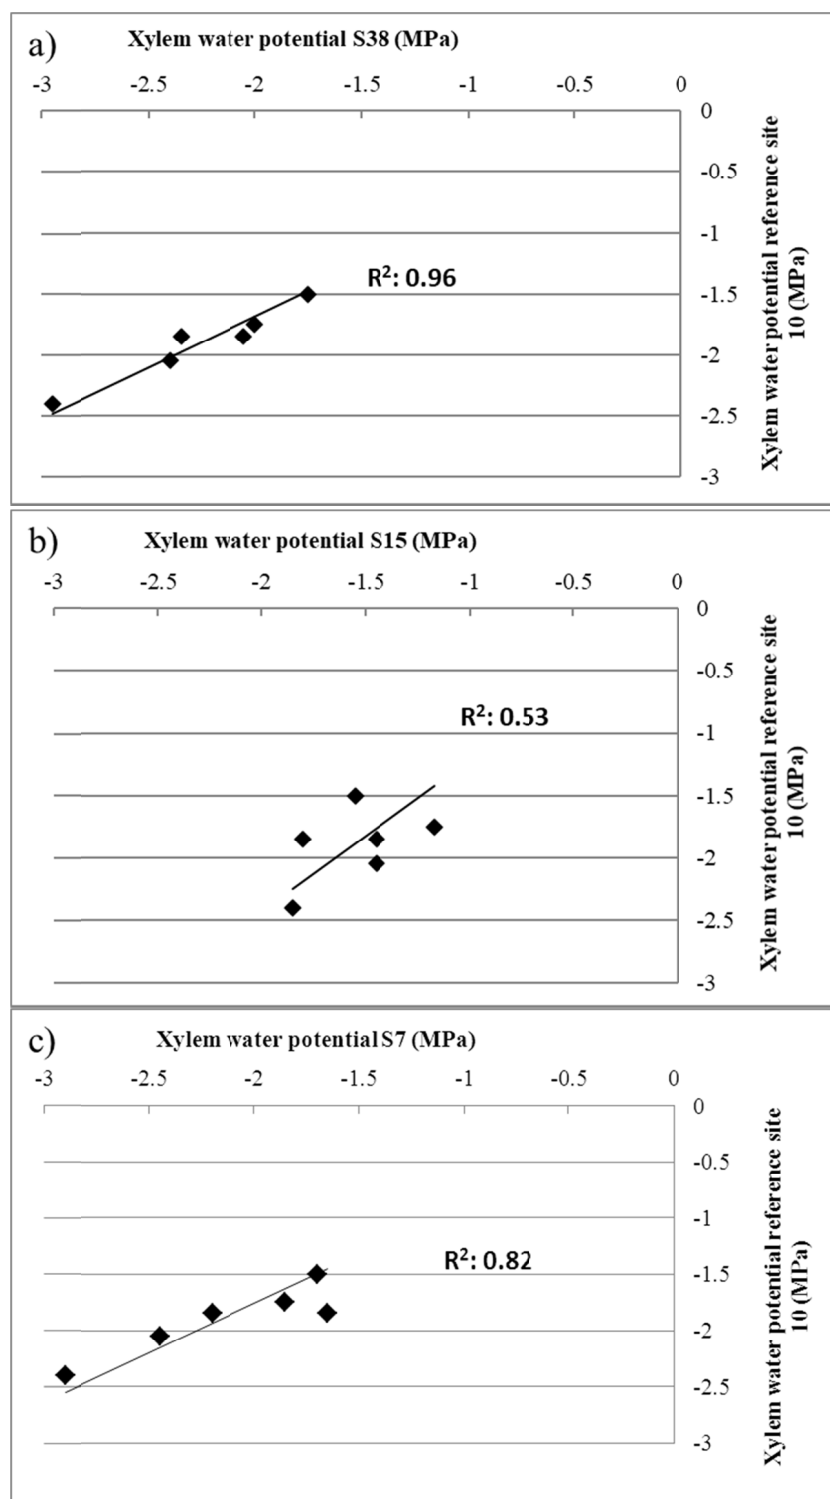 a)
Xylem water potential S38 (MPa)
-3 -2.5 -2 -1.5 -1 -0.5 0
0
-0.5
-1
-1.5
-2
-2.5
-3
R²: 0.96
Xylem water potential reference site
10 (MPa)
b)
Xylem water potential S15 (MPa)
-3 -2.5 -2 -1.5 -1 -0.5 0
0
-0.5
-1
-1.5
-2
-2.5
-3
R²: 0.53
Xylem water potential reference site
10 (MPa)
c)
Xylem water potential S7 (MPa)
-3 -2.5 -2 -1.5 -1 -0.5 0
0
-0.5
-1
-1.5
-2
-2.5
-3
R²: 0.82
Xylem water potential reference site
10 (MPa)